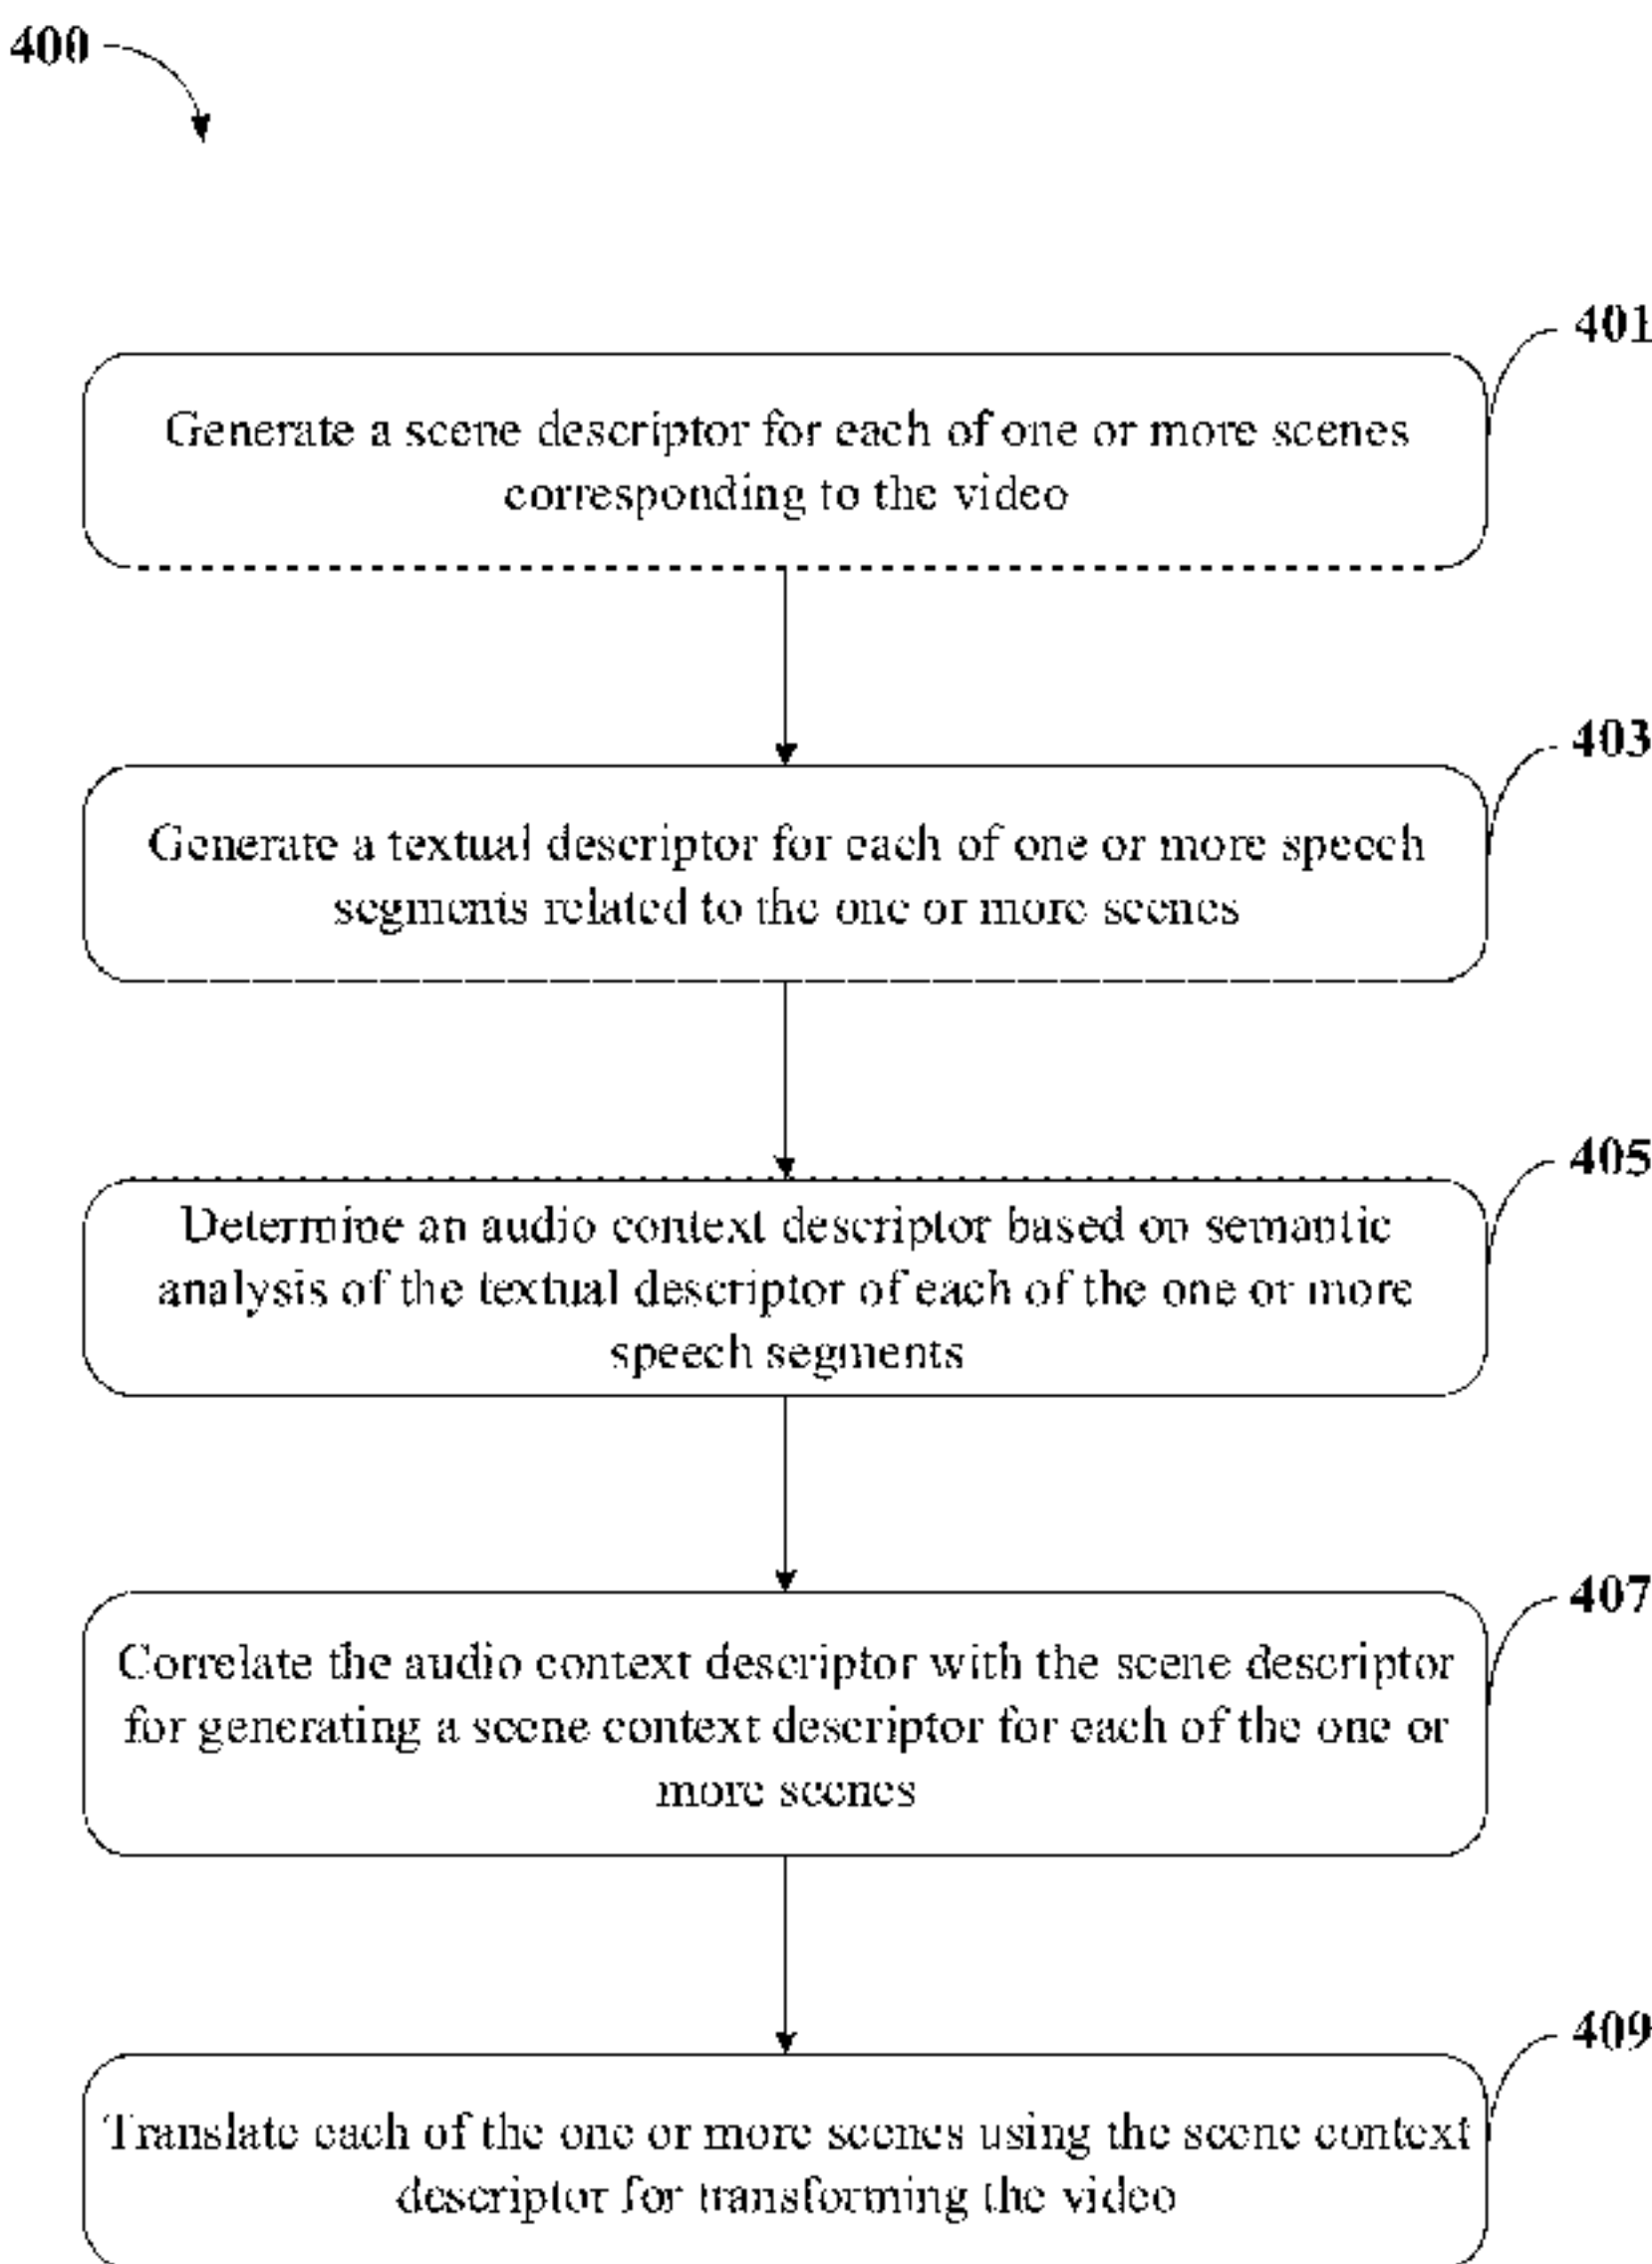 400
401
Generate a scene descriptor for each of one or more scenes
corresponding to the video
403
Generate a textual descriptor for each of one or more speech
segments related to the one or more scenes
405
Determine an audio context descriptor based on semantic
analysis of the textual descriptor of each of the one or more
speech segments
407
Correlate the audio context descriptor with the scene descriptor
for generating a scene context descriptor for each of the one or
more scenes
409
Translate each of the one or more scenes using the scene context
descriptor for transforming the video